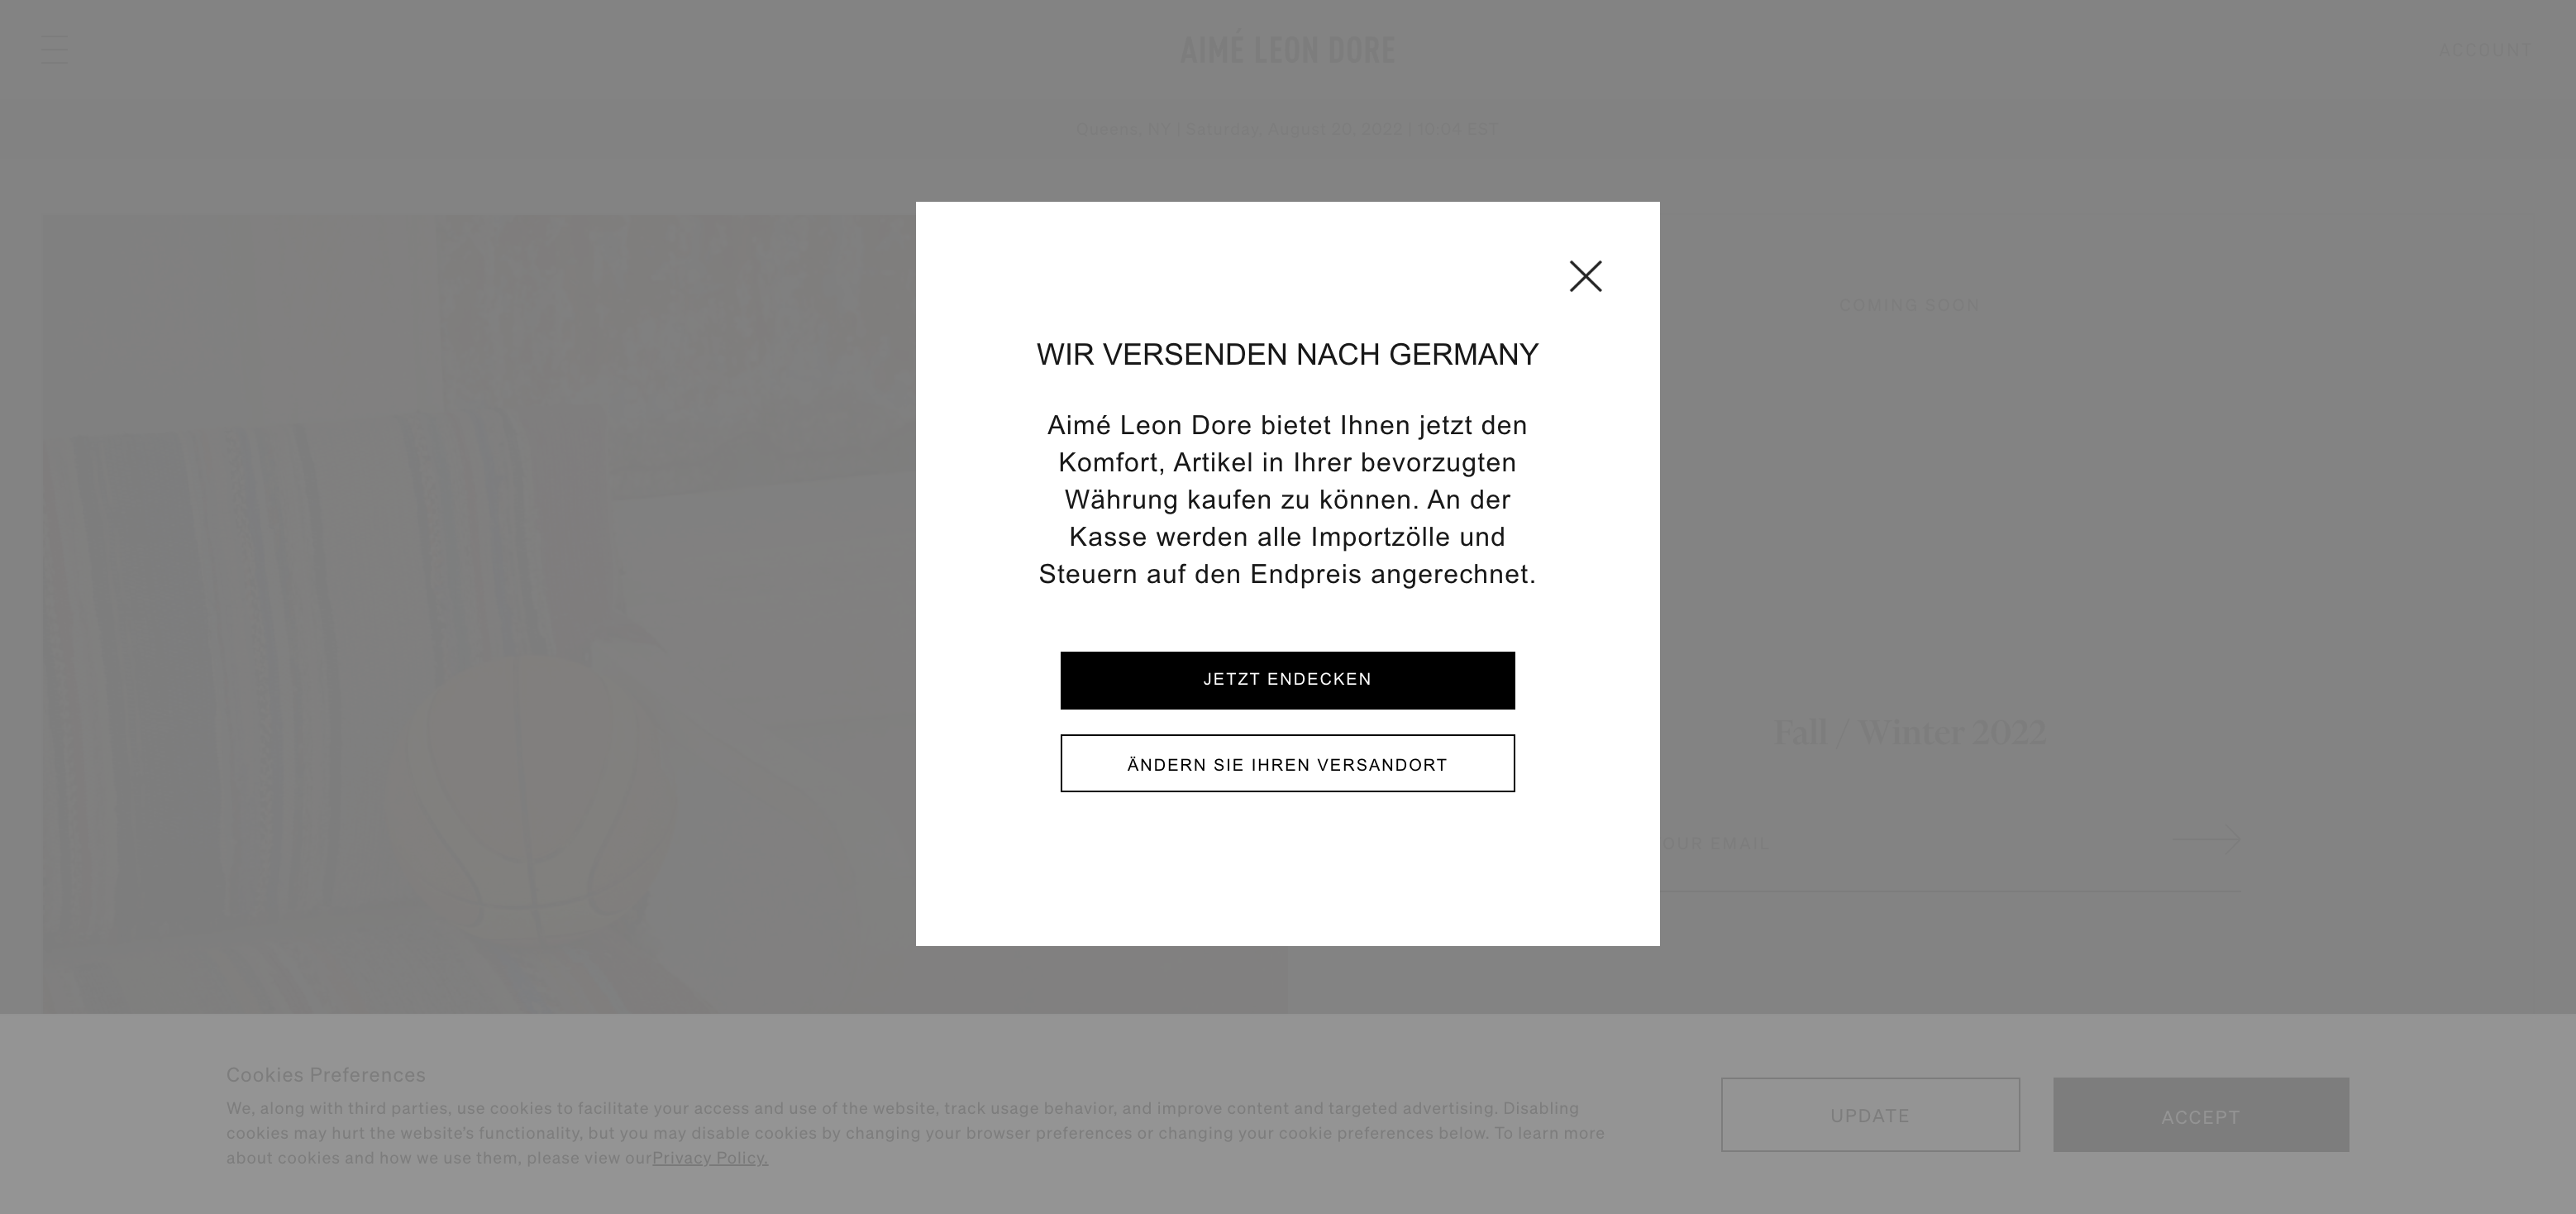 AIMÉ LEON DORE
ACCOUNT
Queens, NY | Saturday, August 20, 2022 | 10:04 EST
COMING SOON
WIR VERSENDEN NACH GERMANY
Aimé Leon Dore bietet Ihnen jetzt den
Komfort, Artikel in Ihrer bevorzugten
Währung kaufen zu können. An der
Kasse werden alle Importzölle und
Steuern auf den Endpreis angerechnet.
JETZT ENDECKEN
ÄNDERN SIE IHREN VERSANDORT
Fall / Winter 2022
OUR EMAIL
Cookies Preferences
We, along with third parties, use cookies to facilitate your access and use of the website, track usage behavior, and improve content and targeted advertising. Disabling
cookies may hurt the website's functionality, but you may disable cookies by changing your browser preferences or changing your cookie preferences below. To learn more
about cookies and how we use them, please view ourPrivacy Policy.
UPDATE
ACCEPT